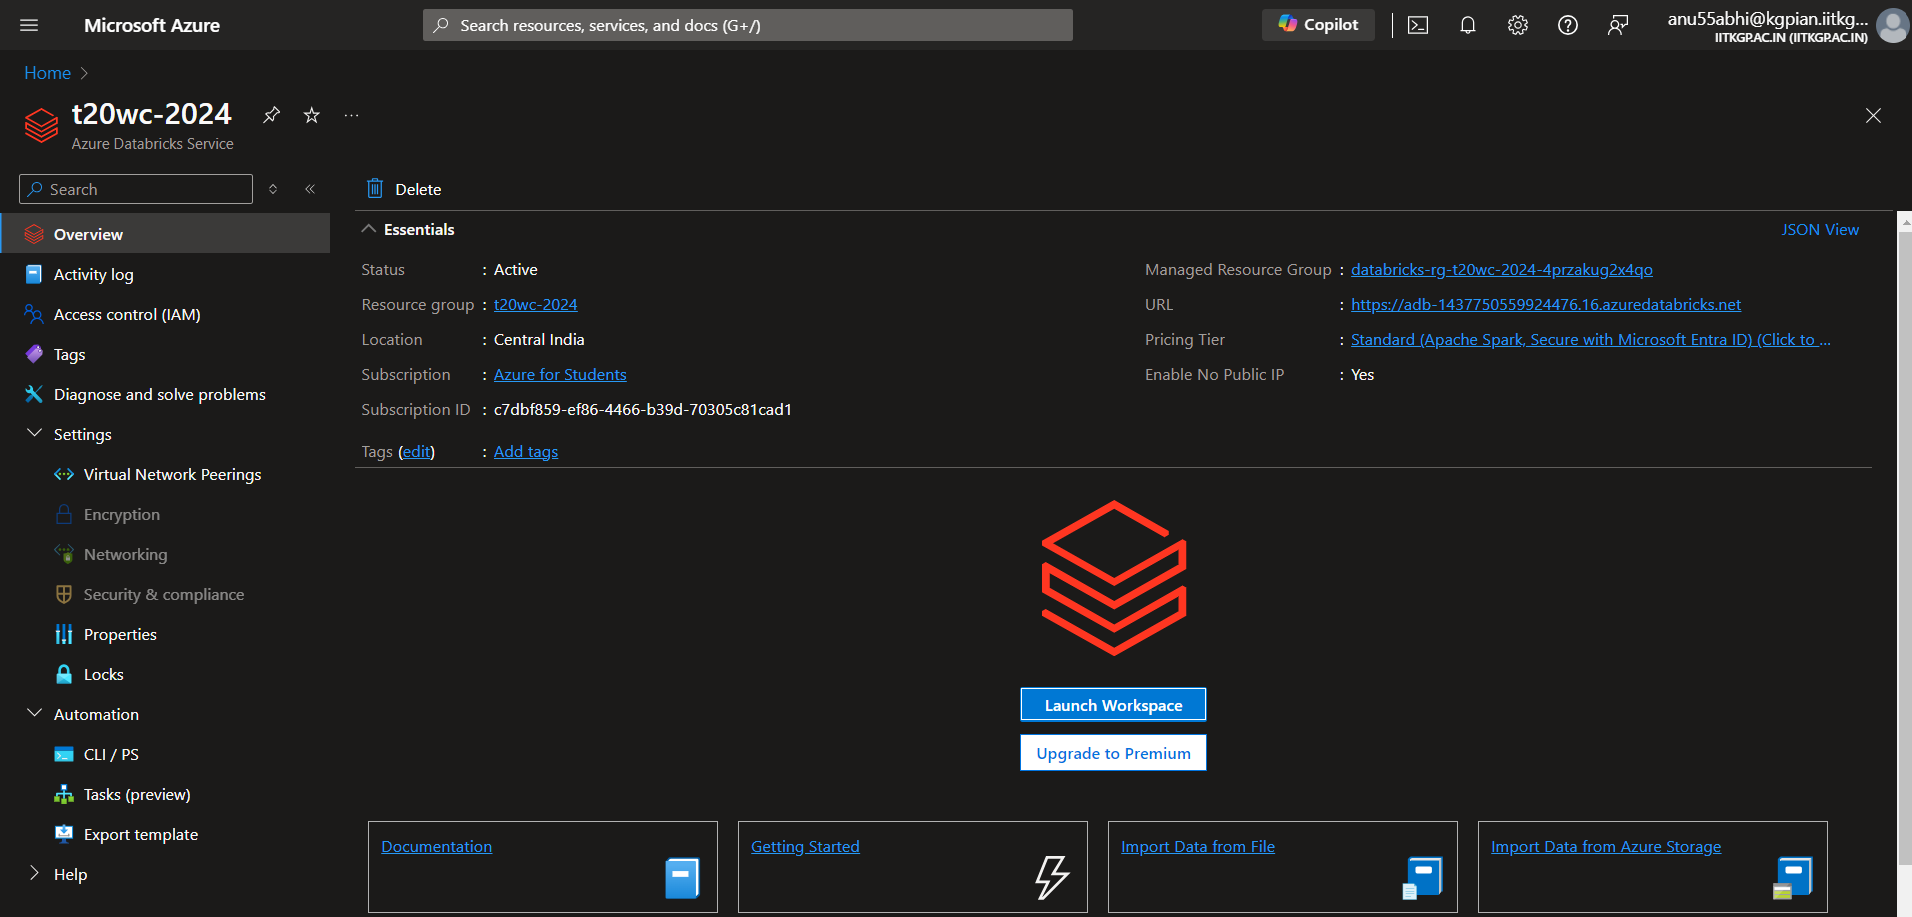 Microsoft Azure
Search resources, services, and docs (G+/)
Copilot
anu55abhi@kgpian.iitkg...
IITKGP.AC.IN (IITKGP.AC.IN)
Home
t20wc-2024
Azure Databricks Service
Search
Delete
Overview
Activity log
Access control (IAM)
Tags
Diagnose and solve problems
Settings
Virtual Network Peerings
Encryption
Networking
Security & compliance
Properties
Locks
Automation
CLI / PS
Tasks (preview)
Export template
Help
Essentials
JSON View
Status : Active
Resource group : t20wc-2024
Location : Central India
Subscription : Azure for Students
Subscription ID : c7dbf859-ef86-4466-b39d-70305c81cad1
Tags (edit) : Add tags
Managed Resource Group : databricks-rg-t20wc-2024-4przakug2x4qo
URL : https://adb-1437750559924476.16.azuredatabricks.net
Pricing Tier : Standard (Apache Spark, Secure with Microsoft Entra ID) (Click to ...
Enable No Public IP : Yes
Launch Workspace
Upgrade to Premium
Documentation
Getting Started
Import Data from File
Import Data from Azure Storage